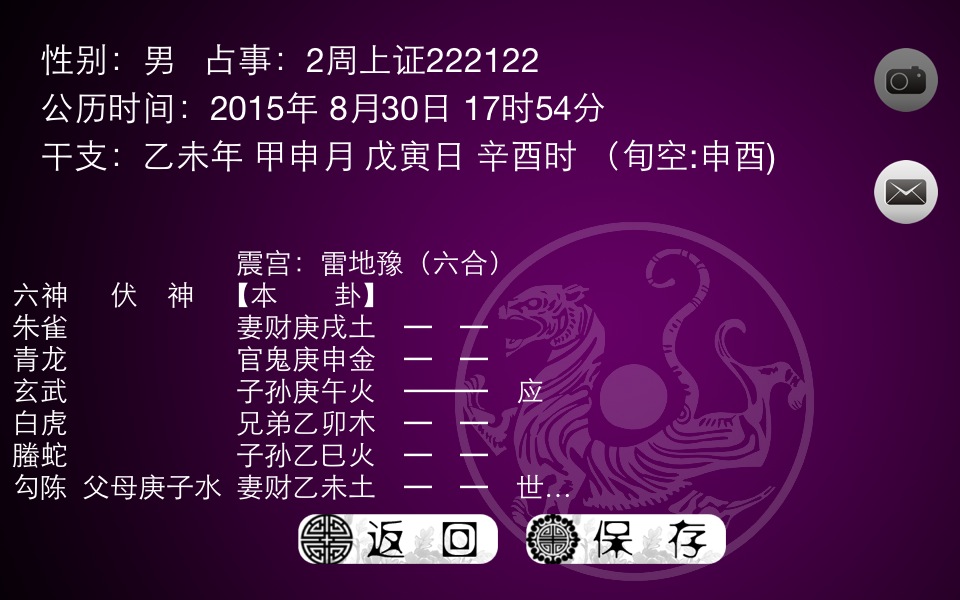 性别：男 占事：2周上证222122
公历时间：2015年 8月30日 17时54分
干支：乙未年 甲申月 戊寅日 辛酉时 （旬空:申酉)
震宫：雷地豫（六合）
六神 伏 神 【本 卦】
朱雀 妻财庚戌土
青龙 官鬼庚申金
玄武 子孙庚午火 应
白虎 兄弟乙卯木
螣蛇 子孙乙巳火
勾陈 父母庚子水 妻财乙未土 世...
返 回 保 存